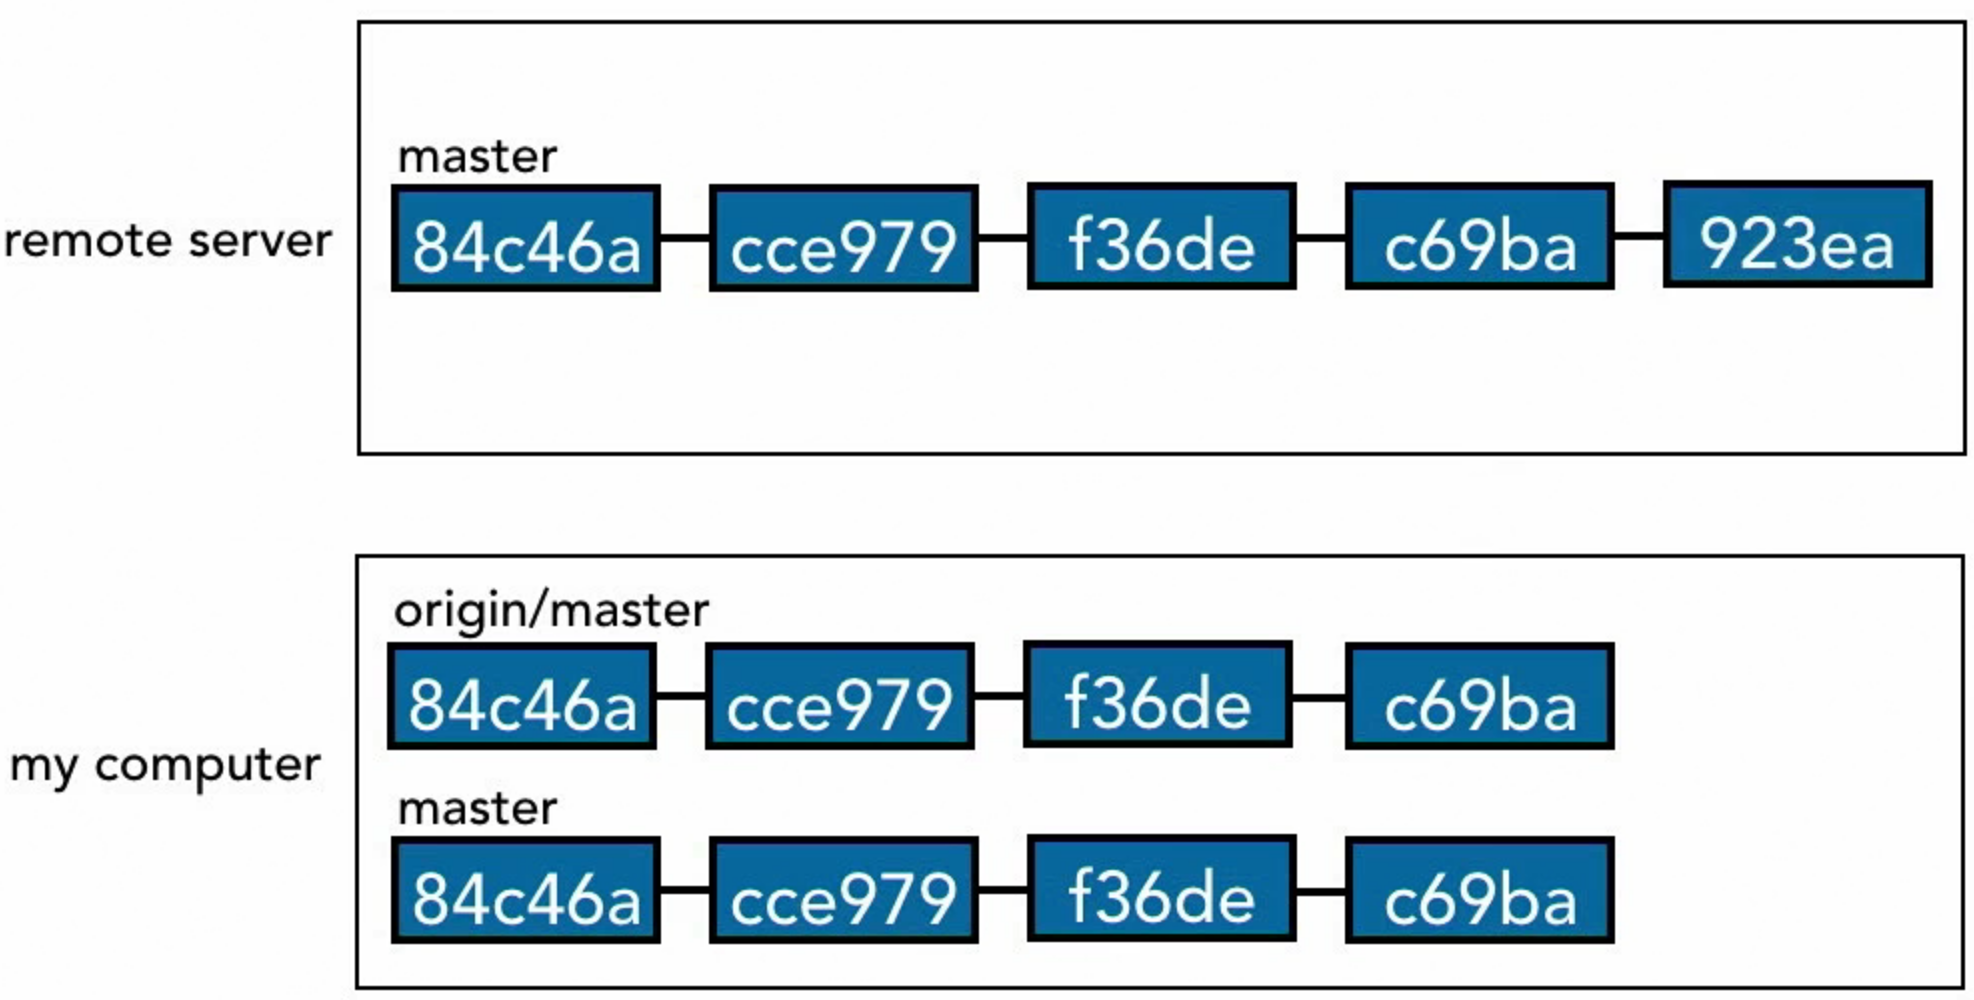 master
remote server
84c46a cce979 f36de c69ba 923ea
origin/master
84c46a cce979 f36de c69ba
my computer
master
84c46a cce979 f36de c69ba